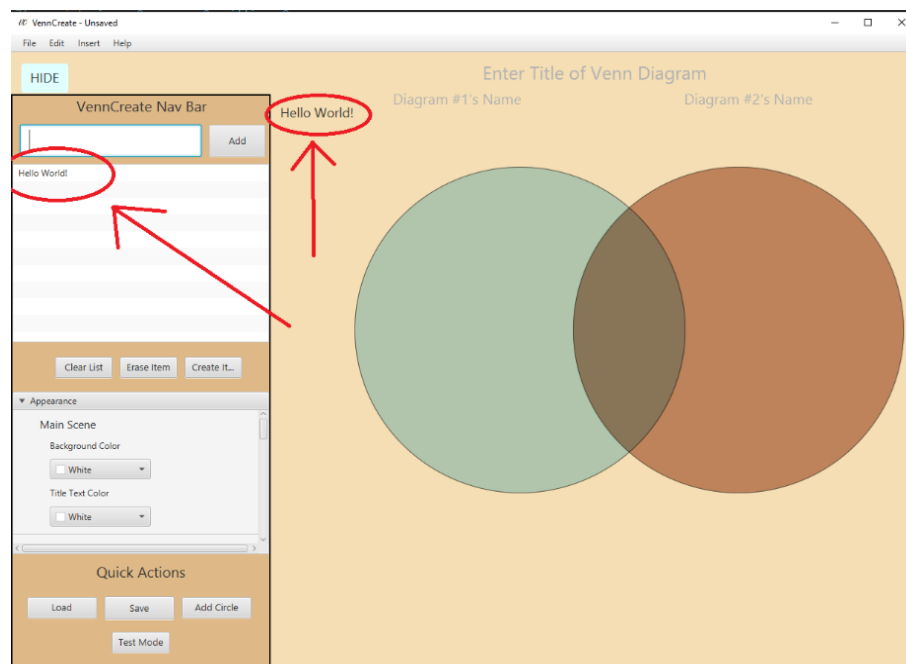 VennCreate - Unsaved
File Edit Insert Help
HIDE
Enter Title of Venn Diagram
Diagram #1's Name
Diagram #2's Name
VennCreate Nav Bar
Hello World!
Add
Hello World!
Clear List Erase Item Create It...
Appearance
Main Scene
Background Color
White
Title Text Color
White
Quick Actions
Load Save Add Circle
Test Mode